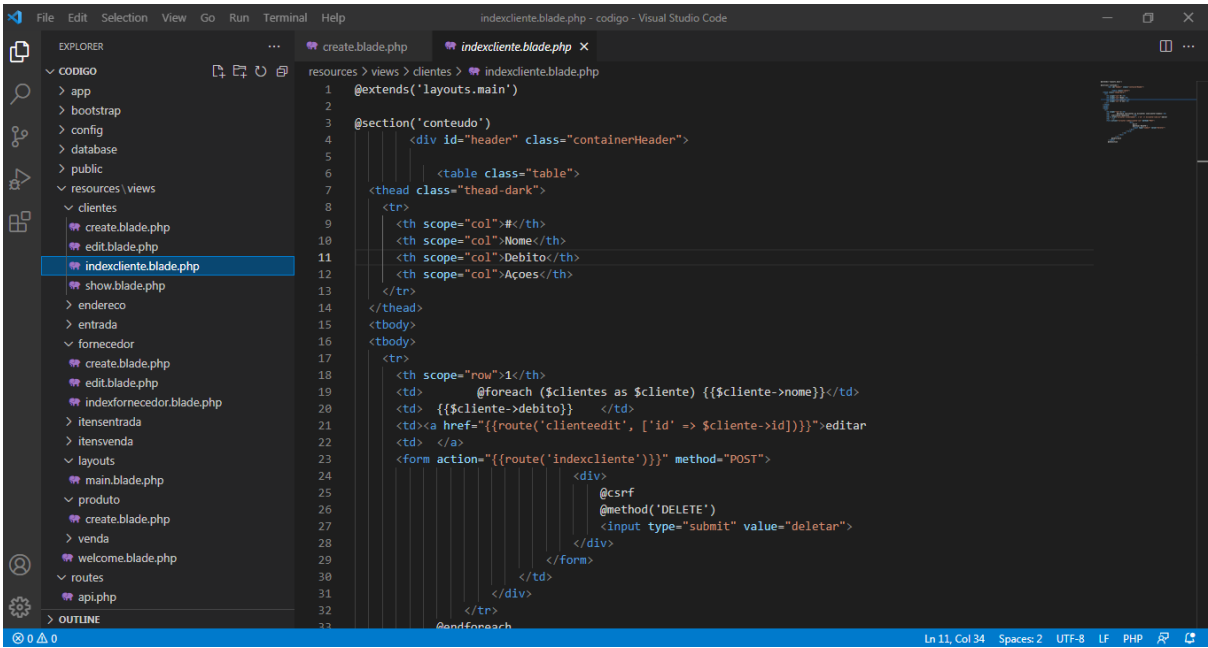 File Edit Selection View Go Run Terminal Help indexcliente.blade.php - codigo - Visual Studio Code
EXPLORER
CODIGO
app
bootstrap
config
database
public
resources\views
clientes
create.blade.php
edit.blade.php
indexcliente.blade.php
show.blade.php
endereco
entrada
fornecedor
create.blade.php
edit.blade.php
indexfornecedor.blade.php
itensentrada
itensvenda
layouts
main.blade.php
produto
create.blade.php
venda
welcome.blade.php
routes
api.php
OUTLINE
create.blade.php indexcliente.blade.php
resources > views > clientes > indexcliente.blade.php
1 @extends('layouts.main')
2
3 @section('conteudo')
4 <div id="header" class="containerHeader">
5
6 <table class="table">
7 <thead class="thead-dark">
8 <tr>
9 <th scope="col">#</th>
10 <th scope="col">Nome</th>
11 <th scope="col">Debito</th>
12 <th scope="col">Açoes</th>
13 </tr>
14 </thead>
15 <tbody>
16 <tbody>
17 <tr>
18 <th scope="row">1</th>
19 <td> @foreach ($clientes as $cliente) {{$cliente->nome}}</td>
20 <td> {{$cliente->debito}} </td>
21 <td><a href="{{route('clienteedit', ['id' => $cliente->id])}}">editar
22 <td> </a>
23 <form action="{{route('indexcliente')}}" method="POST">
24 <div>
25 @csrf
26 @method('DELETE')
27 <input type="submit" value="deletar">
28 </div>
29 </form>
30 </td>
31 </div>
32 </tr>
33 @endforeach
0 0 Ln 11, Col 34 Spaces: 2 UTF-8 LF PHP